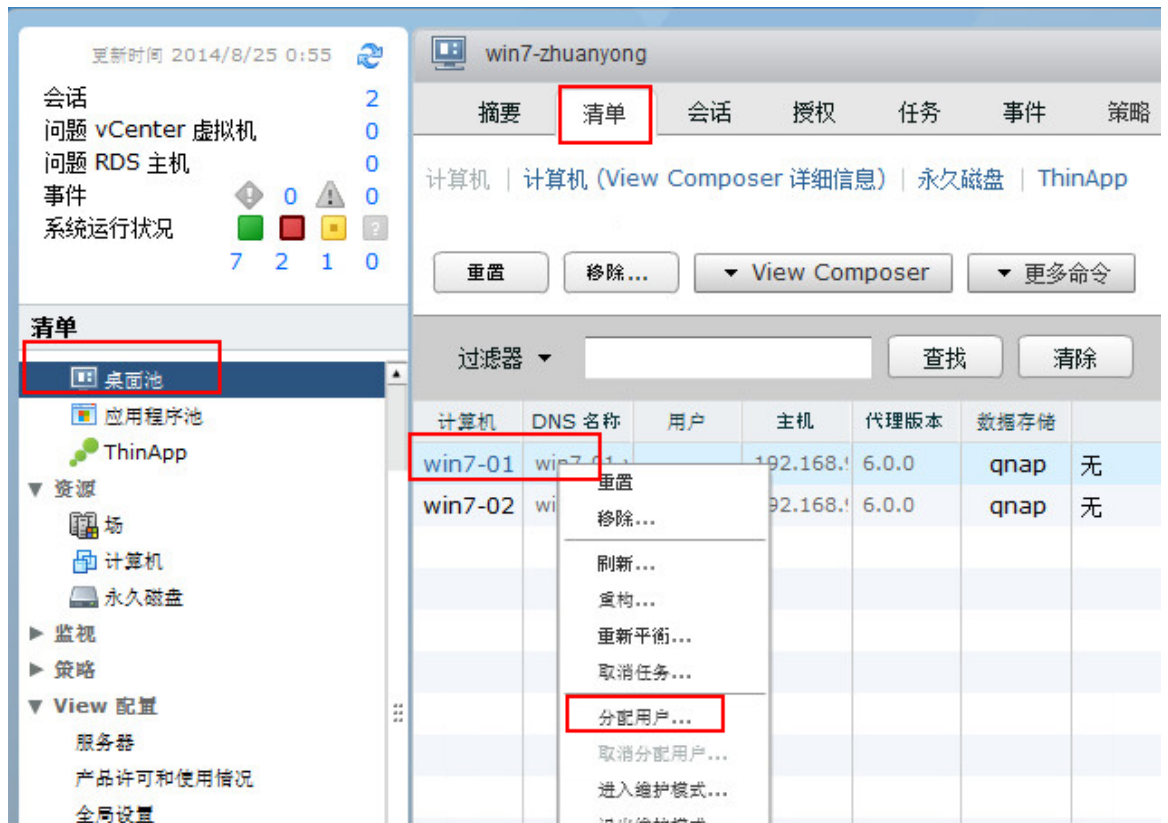 更新时间 2014/8/25 0:55
会话 2
问题 vCenter 虚拟机 0
问题 RDS 主机 0
事件 0 0
系统运行状况 ?
7 2 1 0
清单
桌面池
应用程序池
ThinApp
资源
场
计算机
永久磁盘
监视
策略
View 配置
服务器
产品许可和使用情况
全局设置
win7-zhuanyong
摘要 清单 会话 授权 任务 事件 策略
计算机 | 计算机 (View Composer 详细信息) | 永久磁盘 | ThinApp
重置 移除... View Composer 更多命令
过滤器 查找 清除
计算机 DNS 名称 用户 主机 代理版本 数据存储
win7-01 win7-01 192.168.9 6.0.0 qnap 无
win7-02 wi 92.168.9 6.0.0 qnap 无
重置
移除...
刷新...
重构...
重新平衡...
取消任务...
分配用户...
取消分配用户...
进入维护模式...